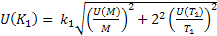 U(K₁) = k₁√((U(M)/M)² + 2²(U(T₁)/T₁)²)